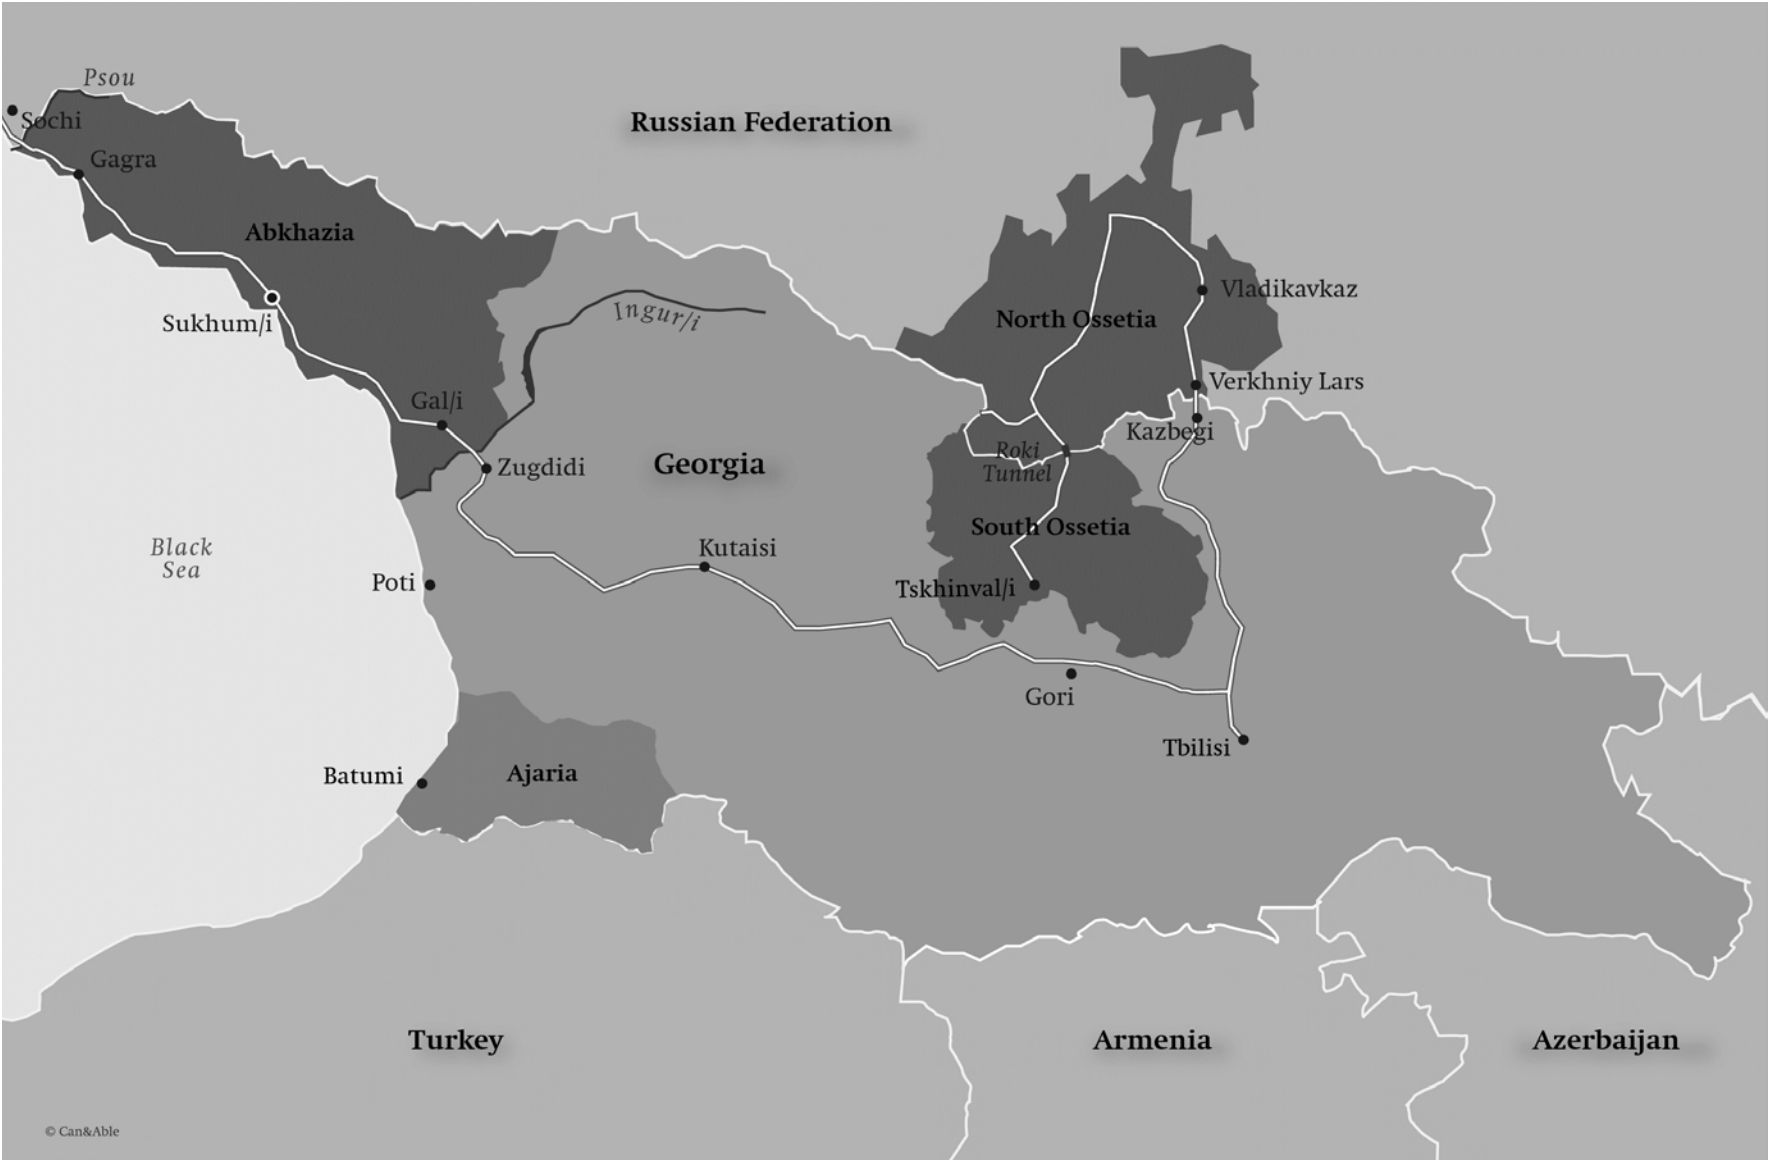 Psou
Sochi
Russian Federation
Gagra
Abkhazia
Vladikavkaz
Sukhum/i
Ingur/i
North Ossetia
Verkhniy Lars
Gal/i
Kazbegi
Roki
Tunnel
Zugdidi
Georgia
South Ossetia
Black
Sea
Kutaisi
Poti
Tskhinval/i
Gori
Tbilisi
Batumi
Ajaria
Turkey
Armenia
Azerbaijan
© Can&Able